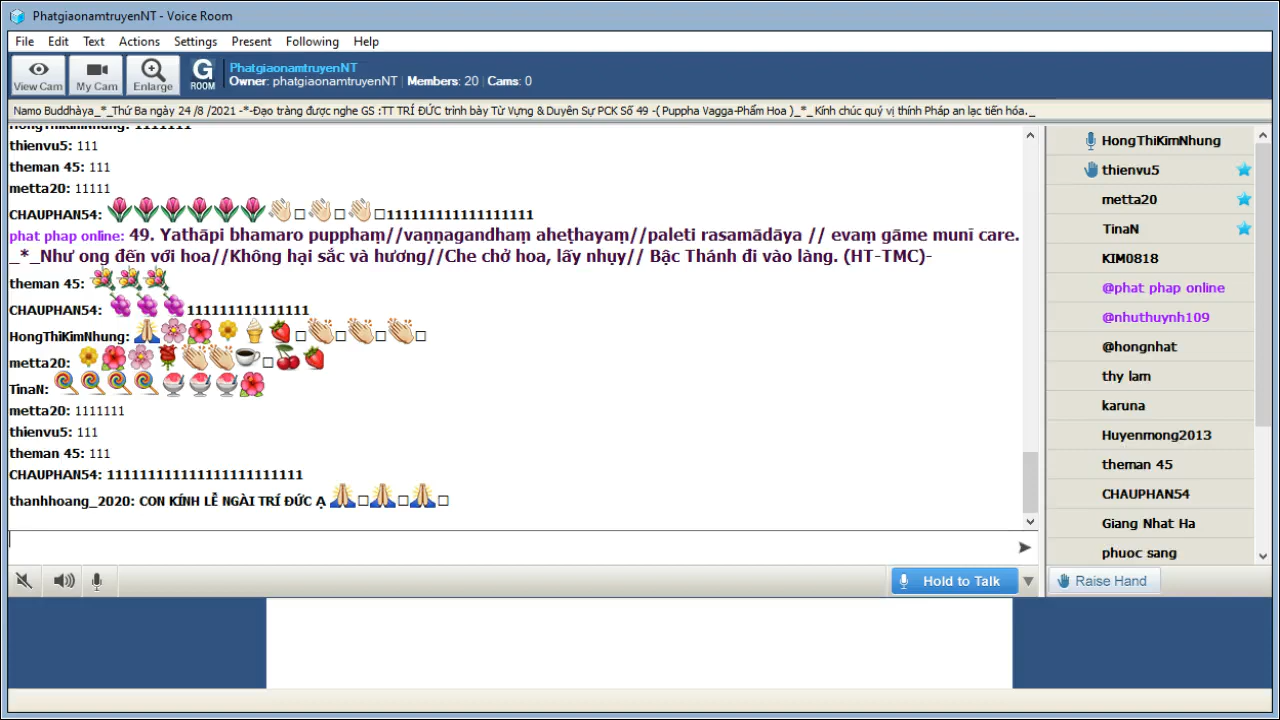 PhatgiaonamtruyenNT - Voice Room
File Edit Text Actions Settings Present Following Help
View Cam My Cam Enlarge G ROOM
PhatgiaonamtruyenNT
Owner: phatgiaonamtruyenNT | Members: 20 | Cams: 0
Namo Buddhàya_*_Thứ Ba ngày 24 /8 /2021 -*-Đạo tràng được nghe GS :TT TRÍ ĐỨC trình bày Từ Vựng & Duyên Sự PCK Số 49 -( Puppha Vagga-Phẩm Hoa )_*_Kính chúc quý vị thính Pháp an lạc tiến hóa._
HongThiKimNhung: 1111111
thienvu5: 111
theman 45: 111
metta20: 11111
CHAUPHAN54: 🌷🌷🌷🌷🌷🌷👋🏻□👋🏻□👋🏻□111111111111111111
phat phap online: 49. Yathāpi bhamaro pupphaṃ//vaṇṇagandhaṃ aheṭhayaṃ//paleti rasamādāya // evaṃ gāme munī care.
_*_Như ong đến với hoa//Không hại sắc và hương//Che chở hoa, lấy nhụy// Bậc Thánh đi vào làng. (HT-TMC)-
theman 45: 💐💐💐
CHAUPHAN54: 🍇🍇🍇111111111111111
HongThiKimNhung: 🙏🌸🌺🌼🍦🍓□👏🏻□👏🏻□👏🏻□
metta20: 🌼🌺🌸🌹👏🏻👏🏻☕□🍒🍓
TinaN: 🍭🍭🍭🍭🍧🍧🍧🌺
metta20: 1111111
thienvu5: 111
theman 45: 111
CHAUPHAN54: 111111111111111111111111
thanhhoang_2020: CON KÍNH LỄ NGÀI TRÍ ĐỨC Ạ 🙏🏻□🙏🏻□🙏🏻□
Hold to Talk
HongThiKimNhung
thienvu5
metta20
TinaN
KIM0818
@phat phap online
@nhuthuynh109
@hongnhat
thy lam
karuna
Huyenmong2013
theman 45
CHAUPHAN54
Giang Nhat Ha
phuoc sang
Raise Hand